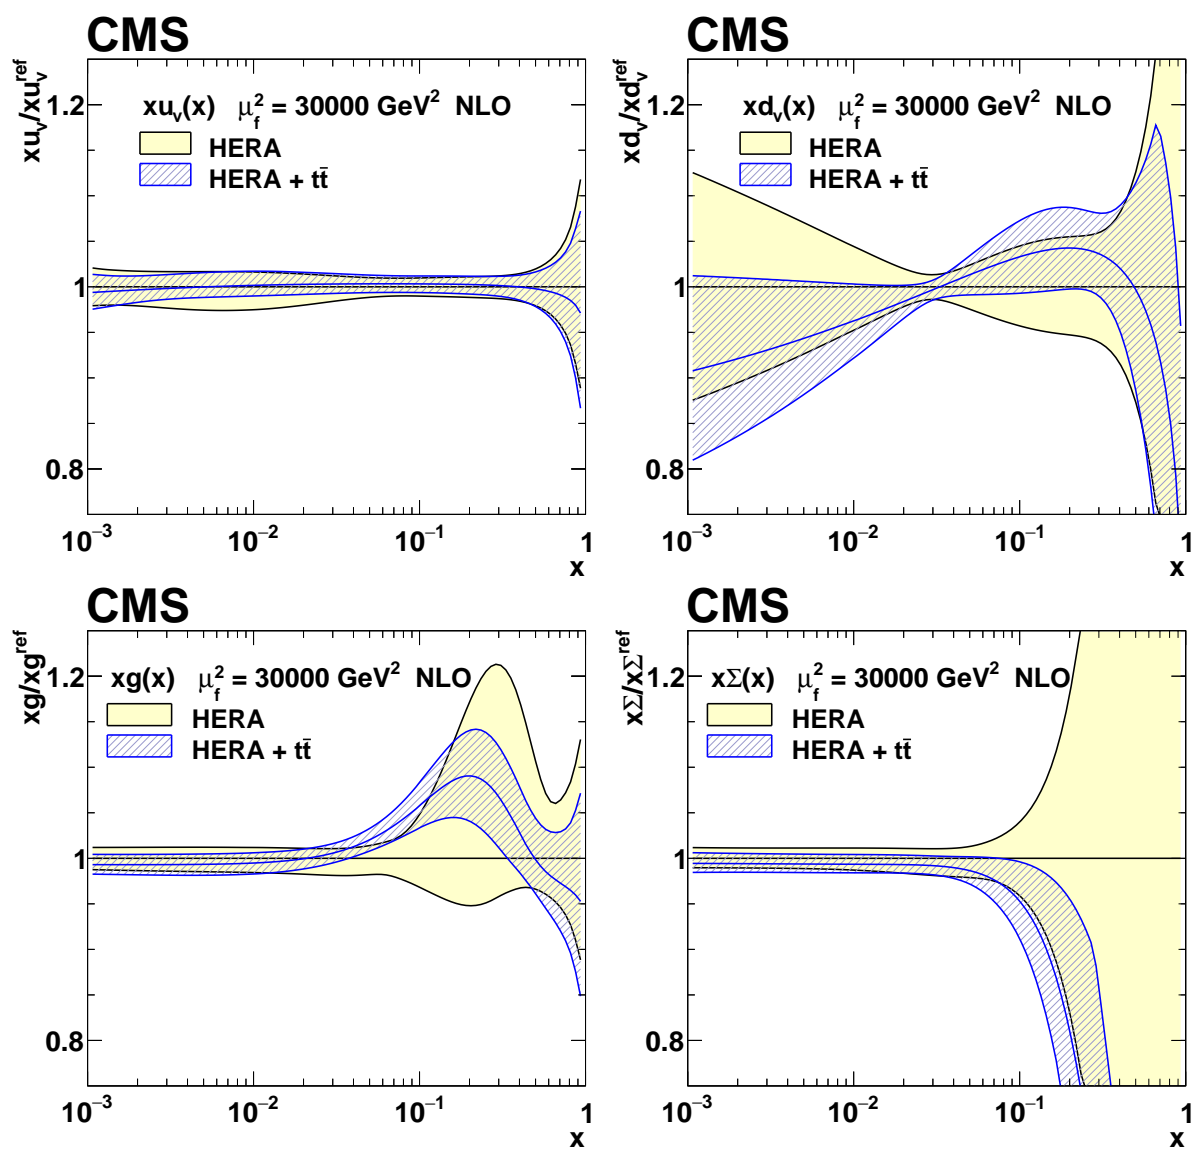 CMS
xu_v/xu_v^ref
xu_v(x) μ_f^2 = 30000 GeV^2 NLO
HERA
HERA + tt̄
1.2
1
0.8
10^−3 10^−2 10^−1 1
x
CMS
xd_v/xd_v^ref
xd_v(x) μ_f^2 = 30000 GeV^2 NLO
HERA
HERA + tt̄
1.2
1
0.8
10^−3 10^−2 10^−1 1
x
CMS
xg/xg^ref
xg(x) μ_f^2 = 30000 GeV^2 NLO
HERA
HERA + tt̄
1.2
1
0.8
10^−3 10^−2 10^−1 1
x
CMS
xΣ/xΣ^ref
xΣ(x) μ_f^2 = 30000 GeV^2 NLO
HERA
HERA + tt̄
1.2
1
0.8
10^−3 10^−2 10^−1 1
x